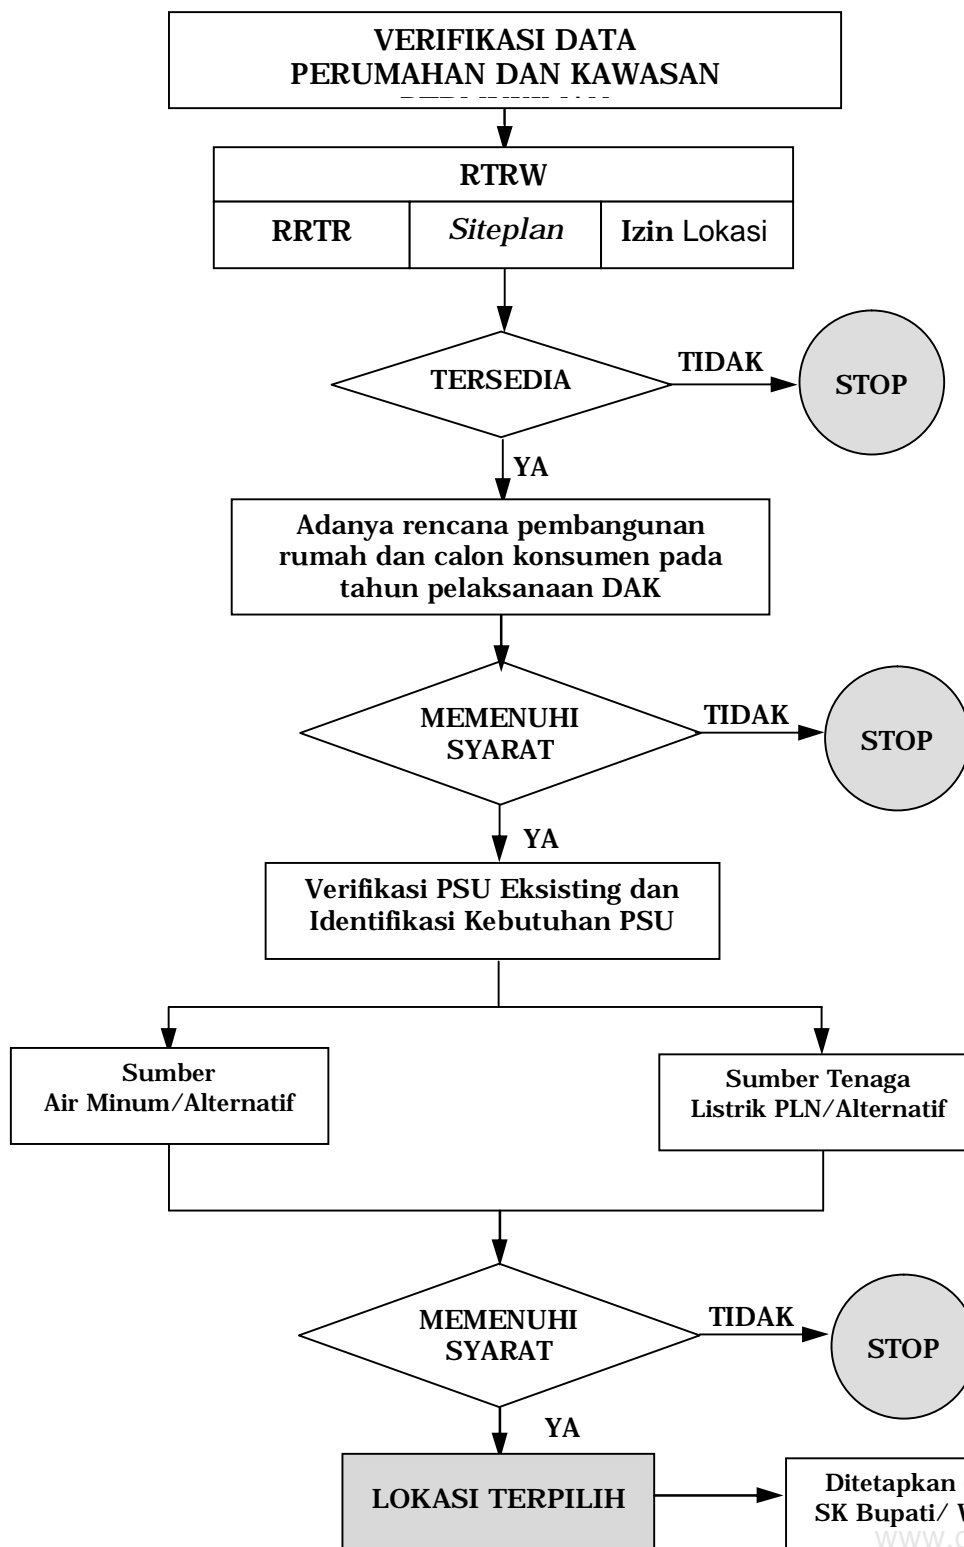 VERIFIKASI DATA
PERUMAHAN DAN KAWASAN
RTRW
RRTR
Siteplan
Izin Lokasi
TERSEDIA
TIDAK
STOP
YA
Adanya rencana pembangunan
rumah dan calon konsumen pada
tahun pelaksanaan DAK
MEMENUHI
SYARAT
TIDAK
STOP
YA
Verifikasi PSU Eksisting dan
Identifikasi Kebutuhan PSU
Sumber
Air Minum/Alternatif
Sumber Tenaga
Listrik PLN/Alternatif
MEMENUHI
SYARAT
TIDAK
STOP
YA
LOKASI TERPILIH
Ditetapkan
SK Bupati/